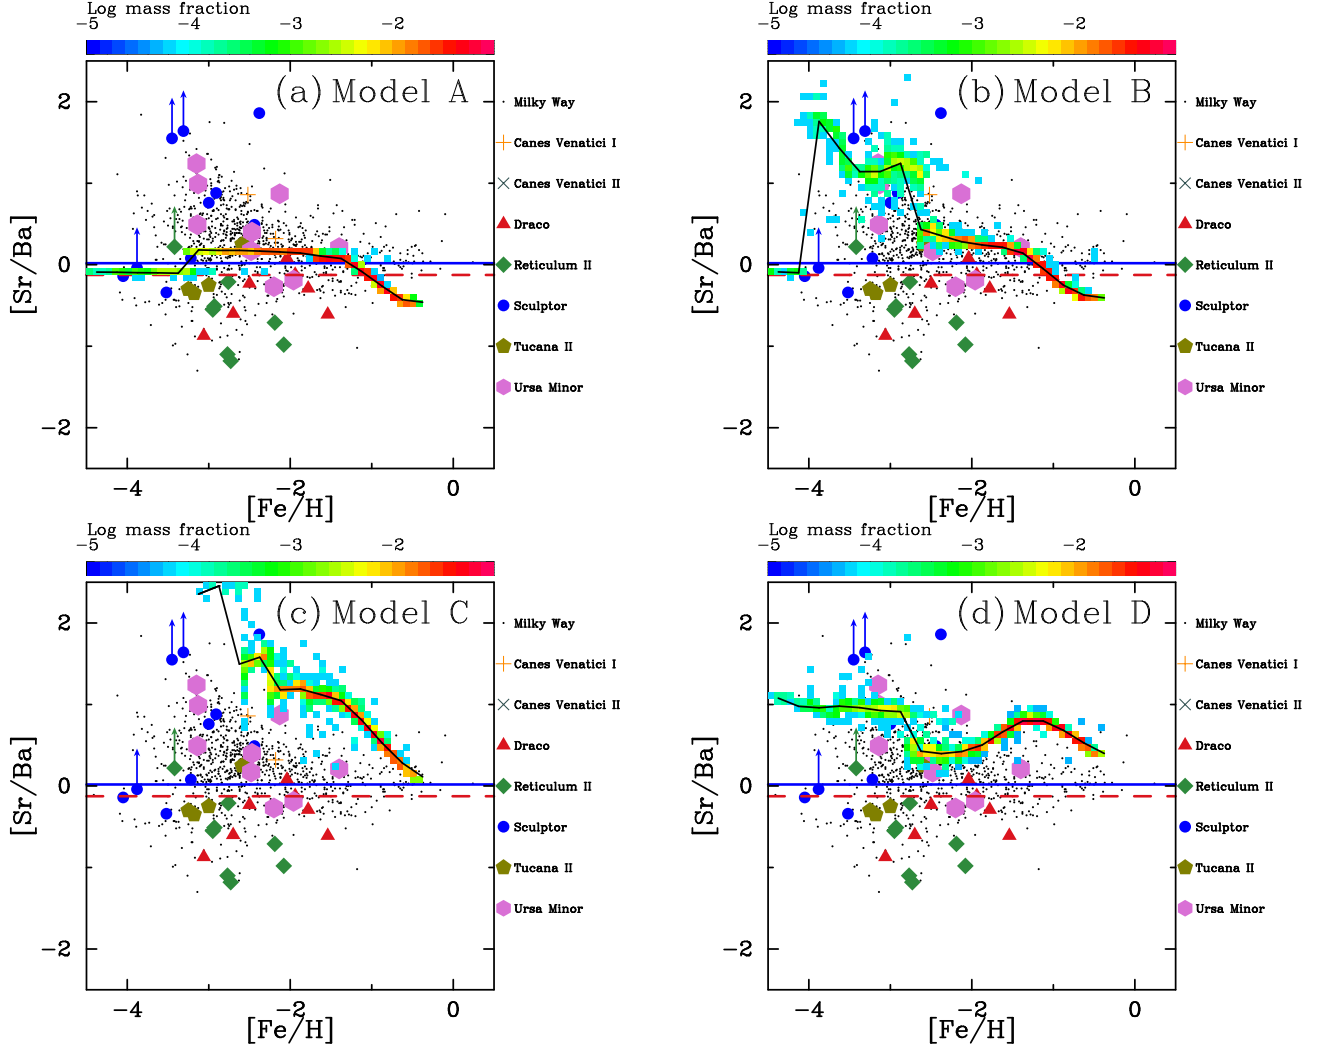 Log mass fraction
-5 -4 -3 -2
(a) Model A
2
0
-2
[Sr/Ba]
-4 -2 0
[Fe/H]
Milky Way
Canes Venatici I
Canes Venatici II
Draco
Reticulum II
Sculptor
Tucana II
Ursa Minor
Log mass fraction
-5 -4 -3 -2
(b) Model B
2
0
-2
[Sr/Ba]
-4 -2 0
[Fe/H]
Milky Way
Canes Venatici I
Canes Venatici II
Draco
Reticulum II
Sculptor
Tucana II
Ursa Minor
Log mass fraction
-5 -4 -3 -2
(c) Model C
2
0
-2
[Sr/Ba]
-4 -2 0
[Fe/H]
Milky Way
Canes Venatici I
Canes Venatici II
Draco
Reticulum II
Sculptor
Tucana II
Ursa Minor
Log mass fraction
-5 -4 -3 -2
(d) Model D
2
0
-2
[Sr/Ba]
-4 -2 0
[Fe/H]
Milky Way
Canes Venatici I
Canes Venatici II
Draco
Reticulum II
Sculptor
Tucana II
Ursa Minor